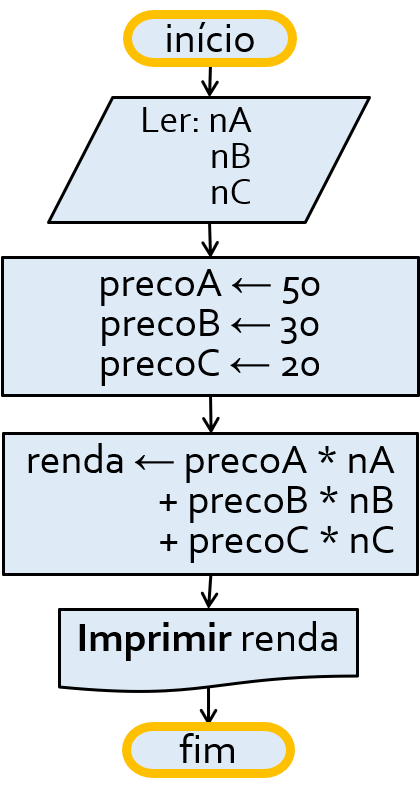 início
Ler: nA
nB
nC
precoA ← 50
precoB ← 30
precoC ← 20
renda ← precoA * nA
+ precoB * nB
+ precoC * nC
Imprimir renda
fim